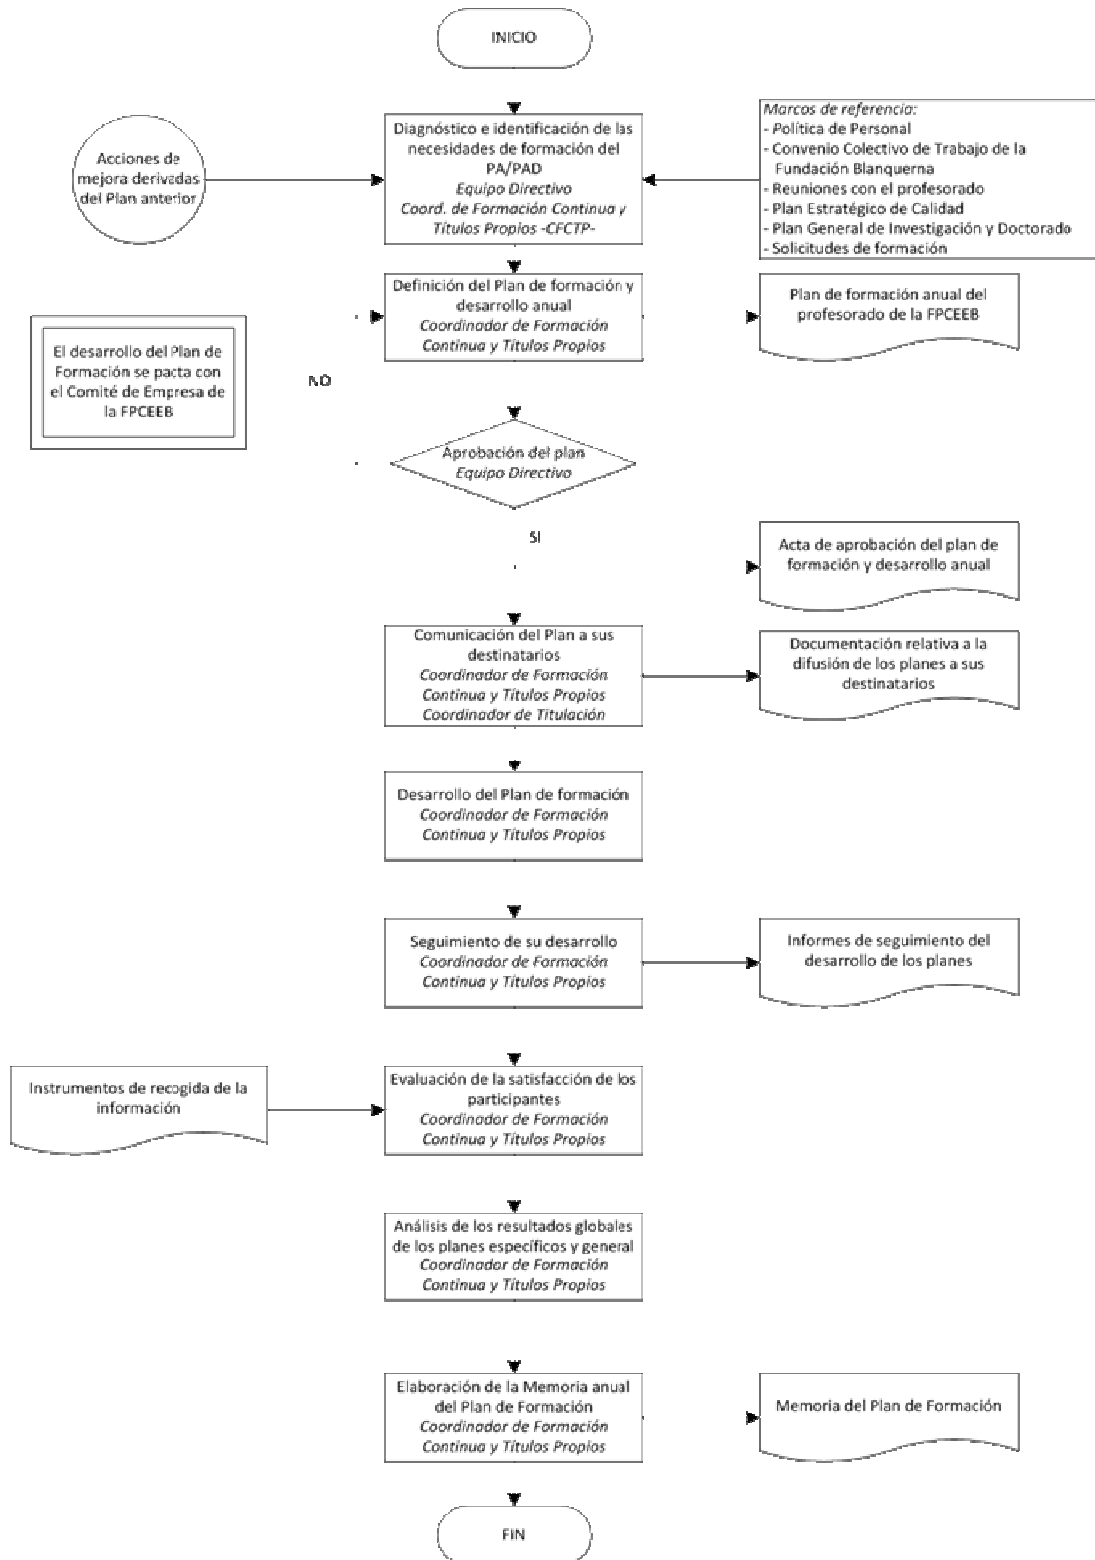 INICIO
Acciones de
mejora derivadas
del Plan anterior
Diagnóstico e identificación de las
necesidades de formación del
PA/PAD
Equipo Directivo
Coord. de Formación Continua y
Títulos Propios -CFCTP-
Marcos de referencia:
- Política de Personal
- Convenio Colectivo de Trabajo de la
Fundación Blanquerna
- Reuniones con el profesorado
- Plan Estratégico de Calidad
- Plan General de Investigación y Doctorado
- Solicitudes de formación
Definición del Plan de formación y
desarrollo anual
Coordinador de Formación
Continua y Títulos Propios
Plan de formación anual del
profesorado de la FPCEEB
El desarrollo del Plan de
Formación se pacta con
el Comité de Empresa de
la FPCEEB
NO
Aprobación del plan
Equipo Directivo
SI
Acta de aprobación del plan de
formación y desarrollo anual
Comunicación del Plan a sus
destinatarios
Coordinador de Formación
Continua y Títulos Propios
Coordinador de Titulación
Documentación relativa a la
difusión de los planes a sus
destinatarios
Desarrollo del Plan de formación
Coordinador de Formación
Continua y Títulos Propios
Seguimiento de su desarrollo
Coordinador de Formación
Continua y Títulos Propios
Informes de seguimiento del
desarrollo de los planes
Instrumentos de recogida de la
información
Evaluación de la satisfacción de los
participantes
Coordinador de Formación
Continua y Títulos Propios
Análisis de los resultados globales
de los planes específicos y general
Coordinador de Formación
Continua y Títulos Propios
Elaboración de la Memoria anual
del Plan de Formación
Coordinador de Formación
Continua y Títulos Propios
Memoria del Plan de Formación
FIN